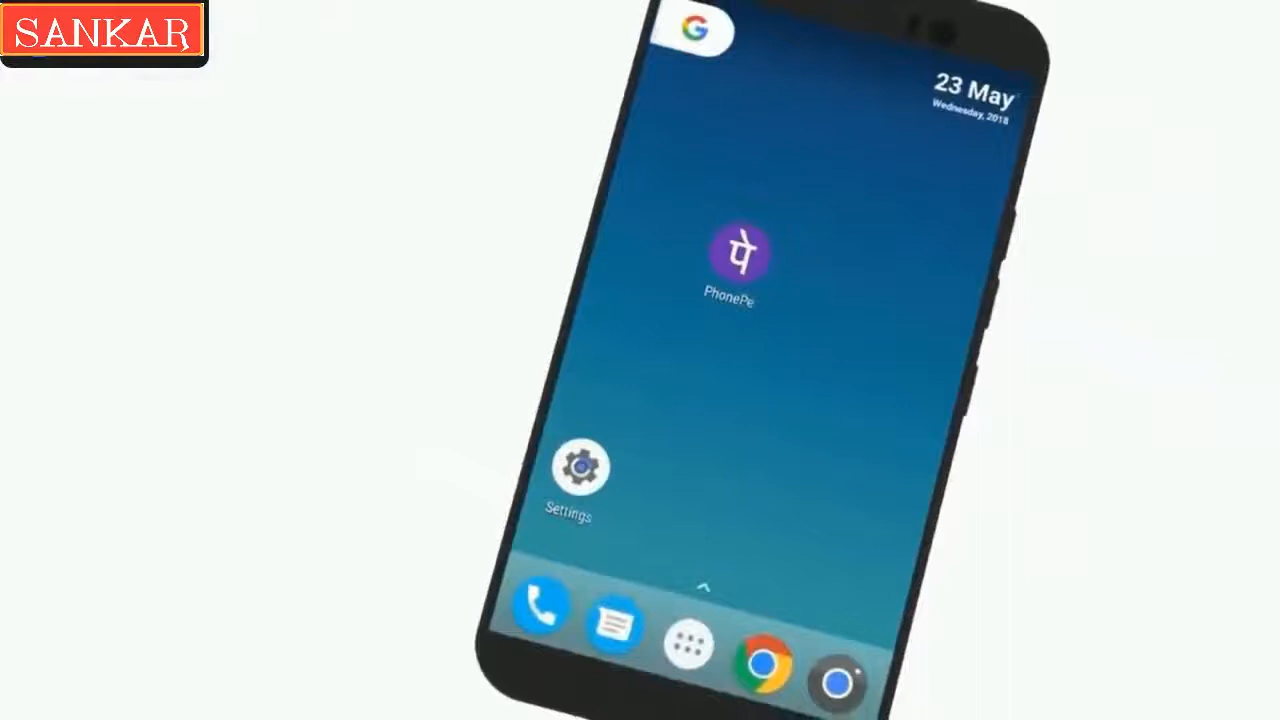 SANKAR
G
23 May
Wednesday, 2018
पे
PhonePe
Settings